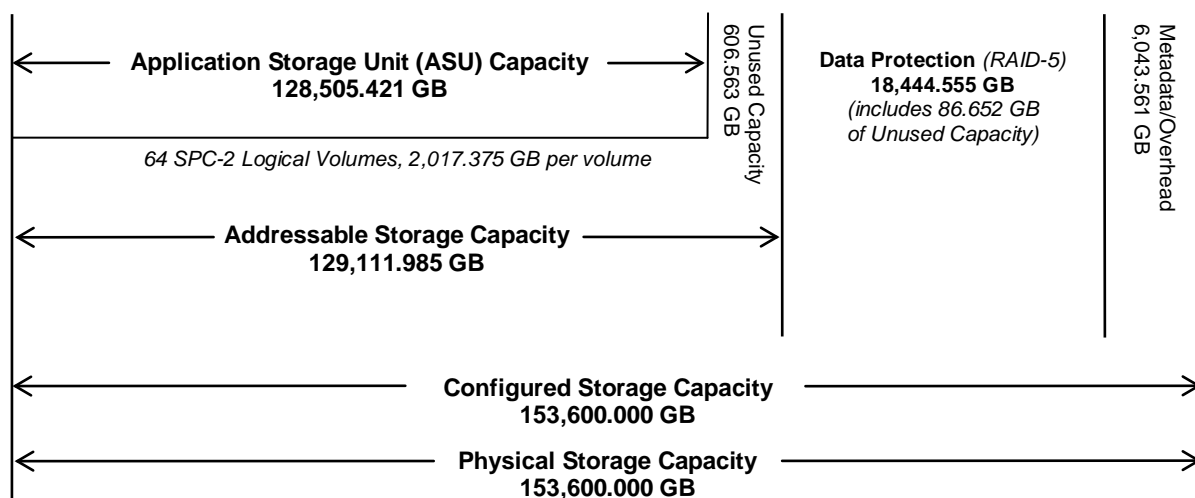 Application Storage Unit (ASU) Capacity
128,505.421 GB
64 SPC-2 Logical Volumes, 2,017.375 GB per volume
Unused Capacity
606.563 GB
Data Protection (RAID-5)
18,444.555 GB
(includes 86.652 GB
of Unused Capacity)
Metadata/Overhead
6,043.561 GB
Addressable Storage Capacity
129,111.985 GB
Configured Storage Capacity
153,600.000 GB
Physical Storage Capacity
153,600.000 GB